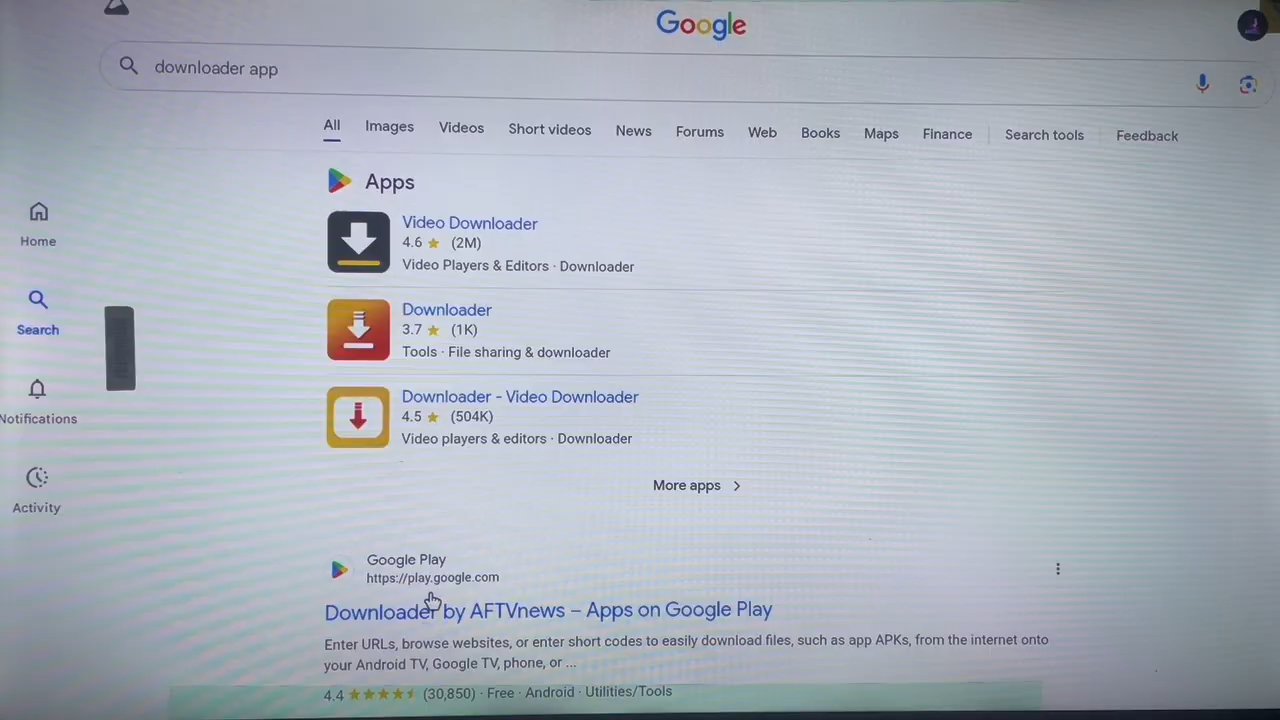 Google
downloader app
All Images Videos Short videos News Forums Web Books Maps Finance Search tools Feedback
Apps
Video Downloader
4.6 ★ (2M)
Video Players & Editors · Downloader
Downloader
3.7 ★ (1K)
Tools · File sharing & downloader
Downloader - Video Downloader
4.5 ★ (504K)
Video players & editors · Downloader
More apps
Home
Search
Notifications
Activity
Google Play
https://play.google.com
Downloader by AFTVnews – Apps on Google Play
Enter URLs, browse websites, or enter short codes to easily download files, such as app APKs, from the internet onto
your Android TV, Google TV, phone, or ...
4.4 ★★★★★ (30,850) · Free · Android · Utilities/Tools